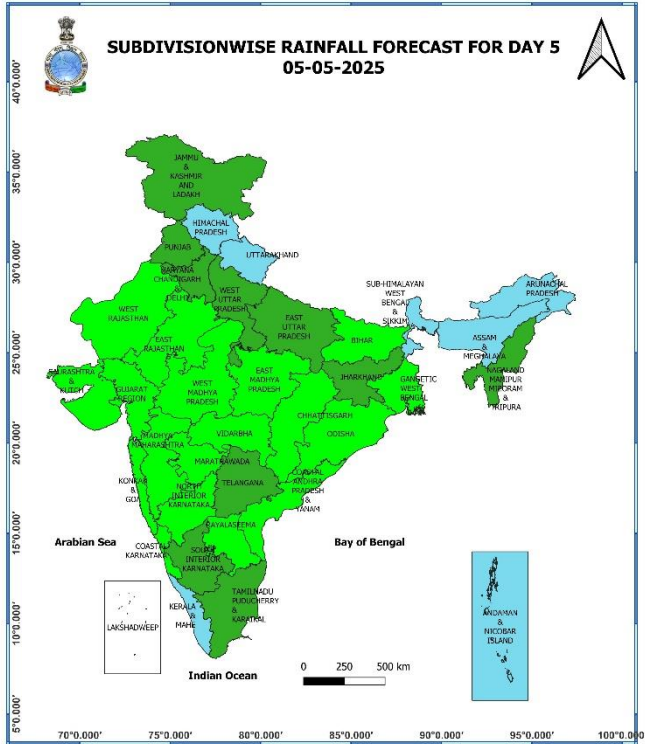 SUBDIVISIONWISE RAINFALL FORECAST FOR DAY 5
05-05-2025
40°0.000'
35°0.000'
30°0.000'
25°0.000'
20°0.000'
15°0.000'
10°0.000'
5°0.000'
JAMMU
&
KASHMIR
AND
LADAKH
HIMACHAL
PRADESH
PUNJAB
UTTARAKHAND
CHANDIGARH
&
DELHI
WEST
UTTAR
PRADESH
EAST
UTTAR
PRADESH
WEST
RAJASTHAN
EAST
RAJASTHAN
SUB-HIMALAYAN
WEST
BENGAL
&
SIKKIM
ARUNACHAL
PRADESH
ASSAM
&
MEGHALAYA
NAGALAND
MANIPUR
MIZORAM
&
TRIPURA
BIHAR
JHARKHAND
GANGETIC
WEST
BENGAL
SAURASHTRA
&
KUTCH
GUJARAT
REGION
WEST
MADHYA
PRADESH
EAST
MADHYA
PRADESH
CHHATTISGARH
ODISHA
MADHYA
MAHARASHTRA
VIDARBHA
MARATHWADA
KONKAN
&
GOA
NORTH
INTERIOR
KARNATAKA
TELANGANA
COASTAL
ANDHRA
PRADESH
&
YANAM
RAYALASEEMA
COASTAL
KARNATAKA
SOUTH
INTERIOR
KARNATAKA
TAMILNADU
PUDUCHERRY
&
KARAIKAL
KERALA
&
MAHE
LAKSHADWEEP
ANDAMAN
&
NICOBAR
ISLAND
Arabian Sea
Bay of Bengal
Indian Ocean
0 250 500 km
70°0.000' 75°0.000' 80°0.000' 85°0.000' 90°0.000' 95°0.000' 100°0.000'